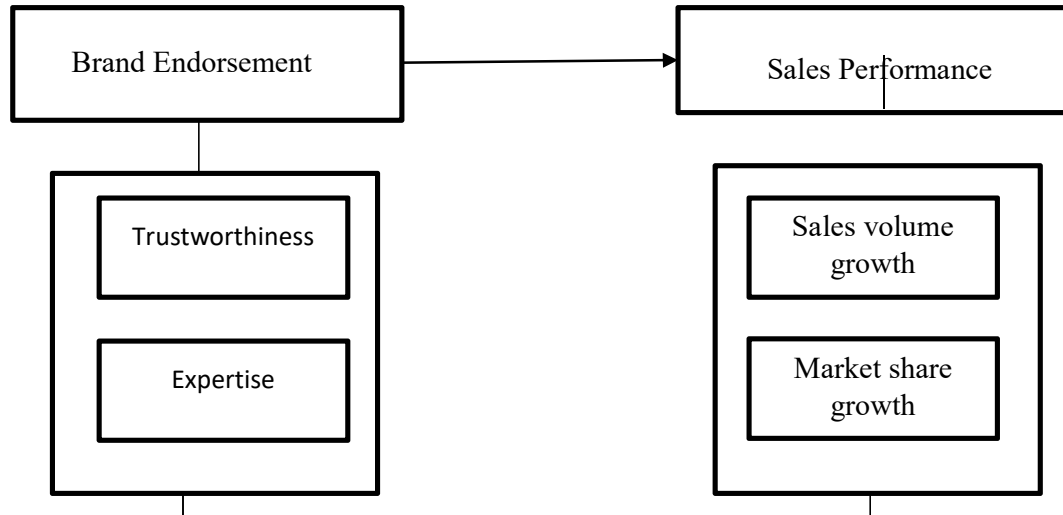 Brand Endorsement
Sales Performance
Trustworthiness
Expertise
Sales volume
growth
Market share
growth